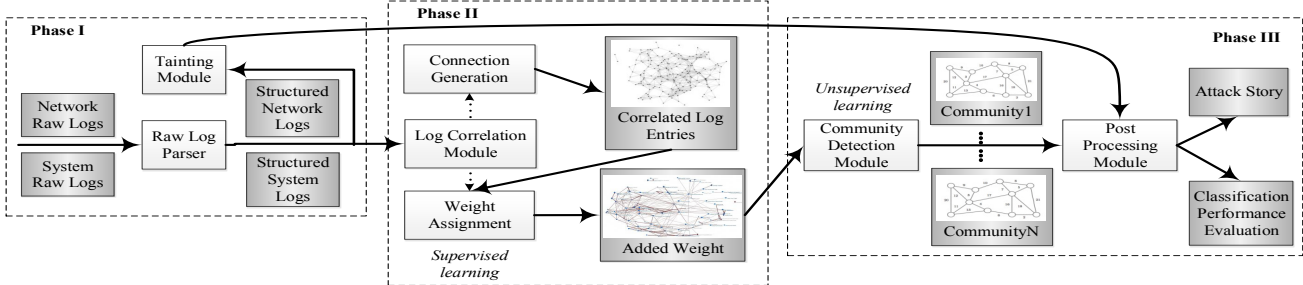 Phase I
Tainting
Module
Network
Raw Logs
System
Raw Logs
Raw Log
Parser
Structured
Network
Logs
Structured
System
Logs
Phase II
Connection
Generation
Log Correlation
Module
Weight
Assignment
Supervised
learning
Correlated Log
Entries
Added Weight
Phase III
Unsupervised
learning
Community
Detection
Module
Community1
CommunityN
Post
Processing
Module
Attack Story
Classification
Performance
Evaluation